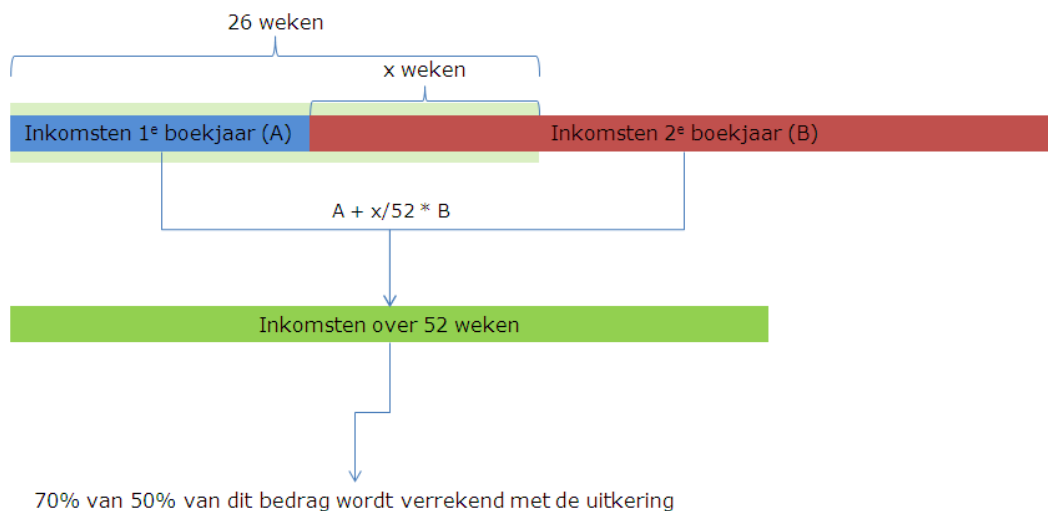 26 weken
x weken
Inkomsten 1ᵉ boekjaar (A)
Inkomsten 2ᵉ boekjaar (B)
A + x/52 * B
Inkomsten over 52 weken
70% van 50% van dit bedrag wordt verrekend met de uitkering